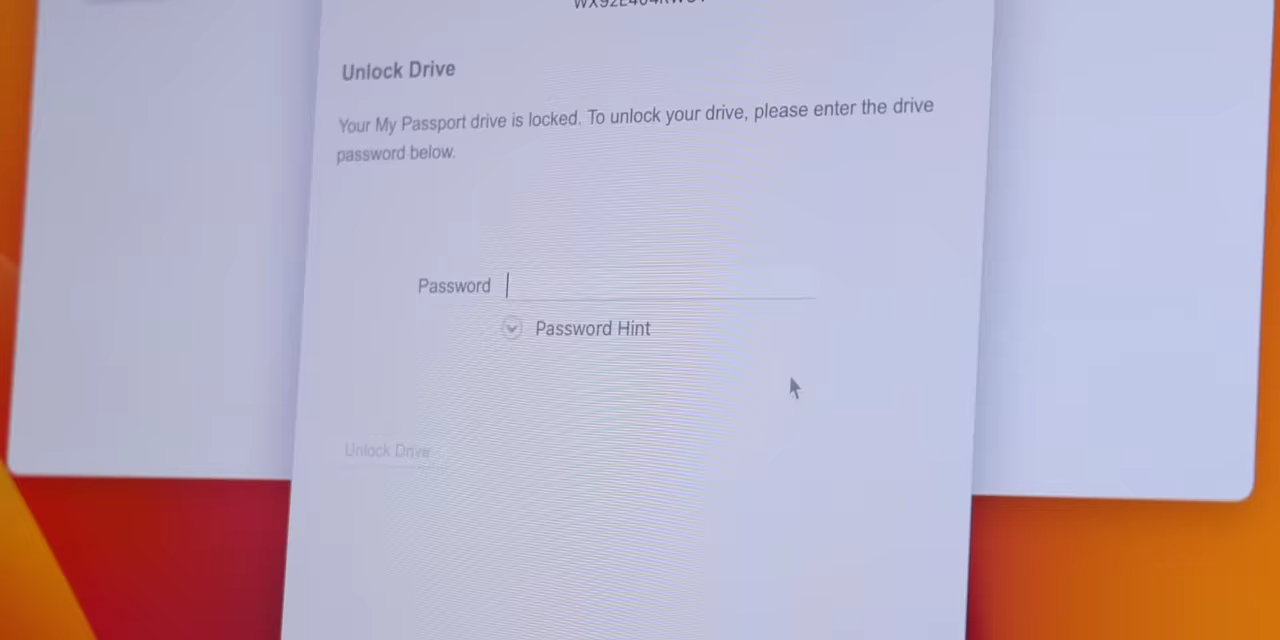 Unlock Drive
Your My Passport drive is locked. To unlock your drive, please enter the drive
password below.
Password
Password Hint
Unlock Drive